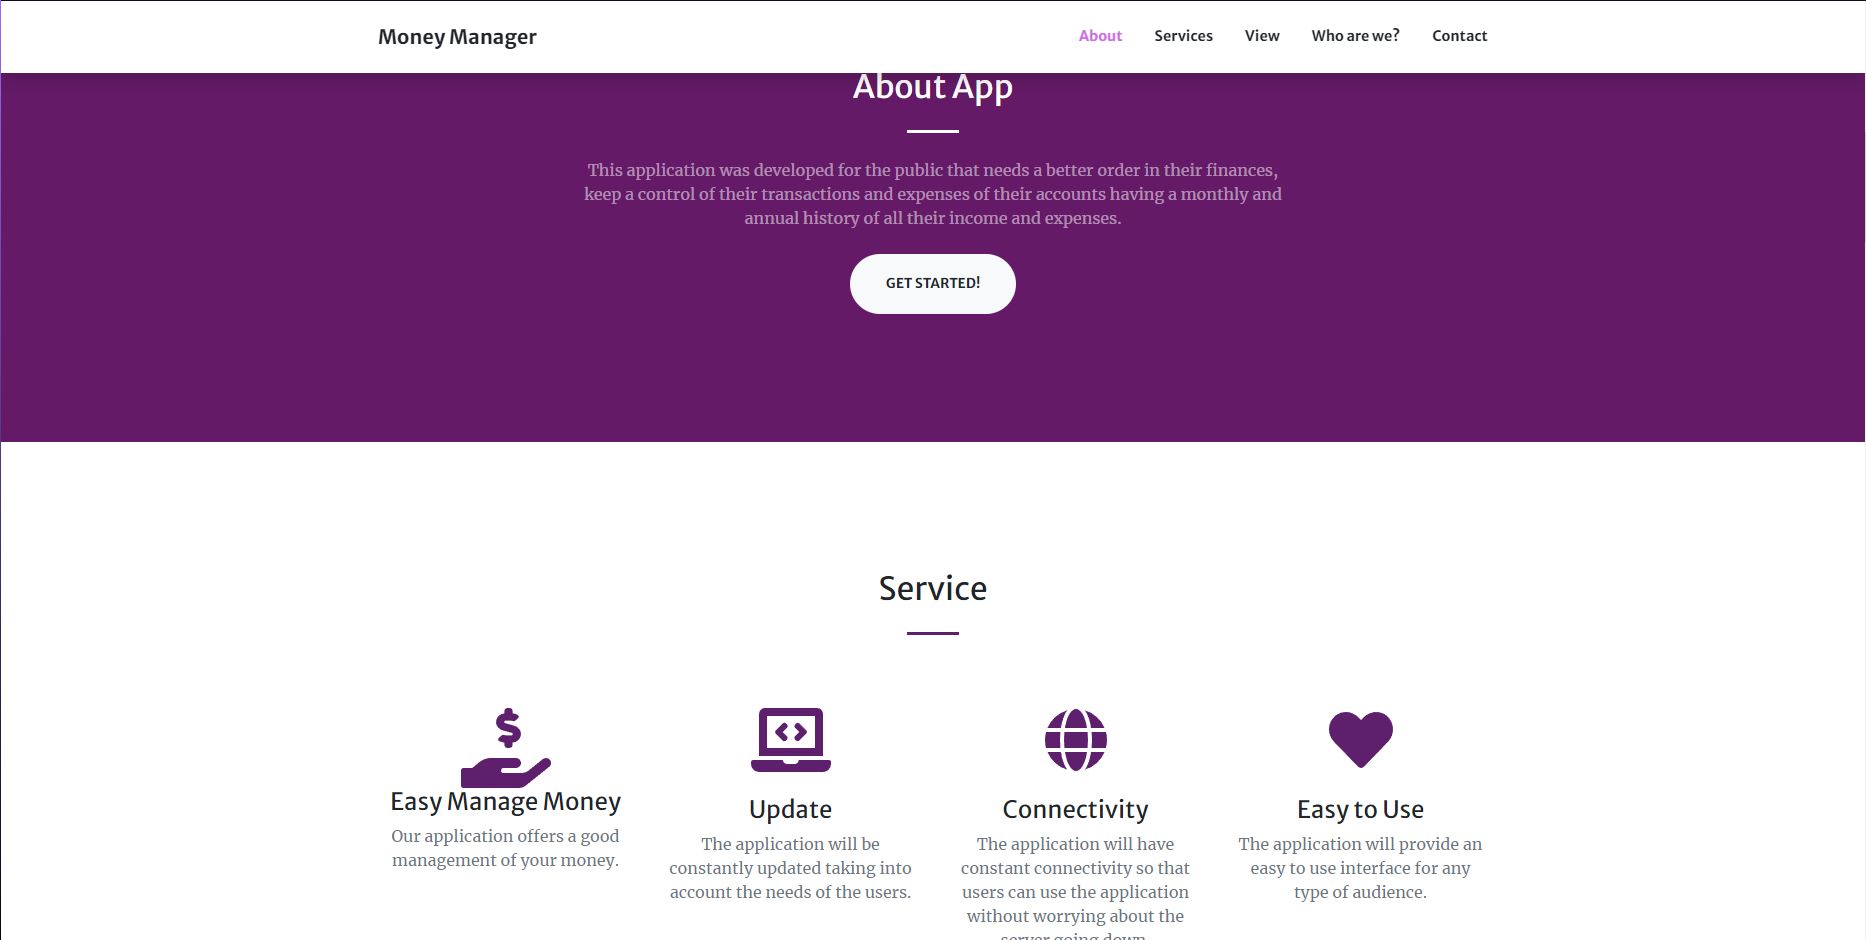 Money Manager
About Services View Who are we? Contact
About App
This application was developed for the public that needs a better order in their finances,
keep a control of their transactions and expenses of their accounts having a monthly and
annual history of all their income and expenses.
GET STARTED!
Service
$
Easy Manage Money
Our application offers a good
management of your money.
Update
The application will be
constantly updated taking into
account the needs of the users.
Connectivity
The application will have
constant connectivity so that
users can use the application
without worrying about the
server going down.
Easy to Use
The application will provide an
easy to use interface for any
type of audience.